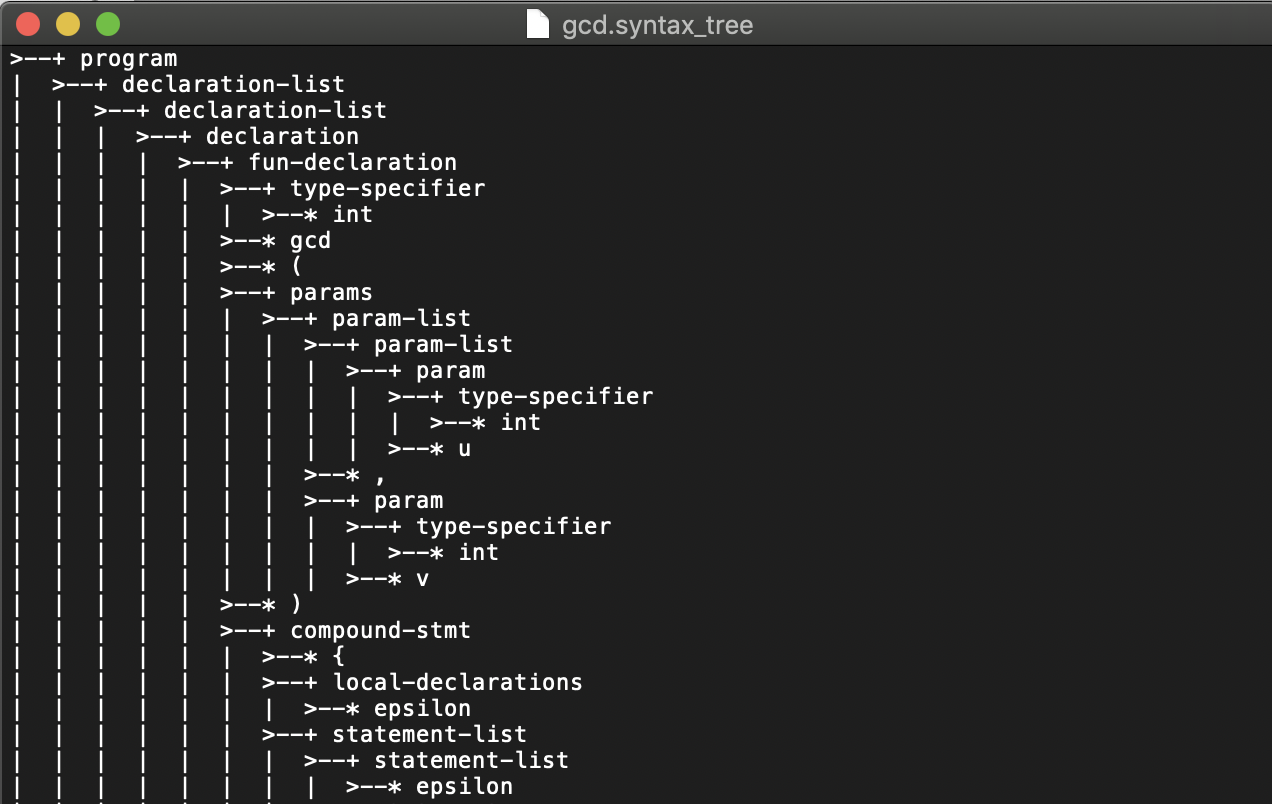 gcd.syntax_tree
>--+ program
|  >--+ declaration-list
|  |  >--+ declaration-list
|  |  |  >--+ declaration
|  |  |  |  >--+ fun-declaration
|  |  |  |  |  >--+ type-specifier
|  |  |  |  |  |  >--* int
|  |  |  |  |  >--* gcd
|  |  |  |  |  >--* (
|  |  |  |  |  >--+ params
|  |  |  |  |  |  >--+ param-list
|  |  |  |  |  |  |  >--+ param-list
|  |  |  |  |  |  |  |  >--+ param
|  |  |  |  |  |  |  |  |  >--+ type-specifier
|  |  |  |  |  |  |  |  |  |  >--* int
|  |  |  |  |  |  |  |  |  >--* u
|  |  |  |  |  |  |  >--* ,
|  |  |  |  |  |  |  >--+ param
|  |  |  |  |  |  |  |  >--+ type-specifier
|  |  |  |  |  |  |  |  |  >--* int
|  |  |  |  |  |  |  |  >--* v
|  |  |  |  |  >--* )
|  |  |  |  |  >--+ compound-stmt
|  |  |  |  |  |  >--* {
|  |  |  |  |  |  >--+ local-declarations
|  |  |  |  |  |  |  >--* epsilon
|  |  |  |  |  |  >--+ statement-list
|  |  |  |  |  |  |  >--+ statement-list
|  |  |  |  |  |  |  |  >--* epsilon